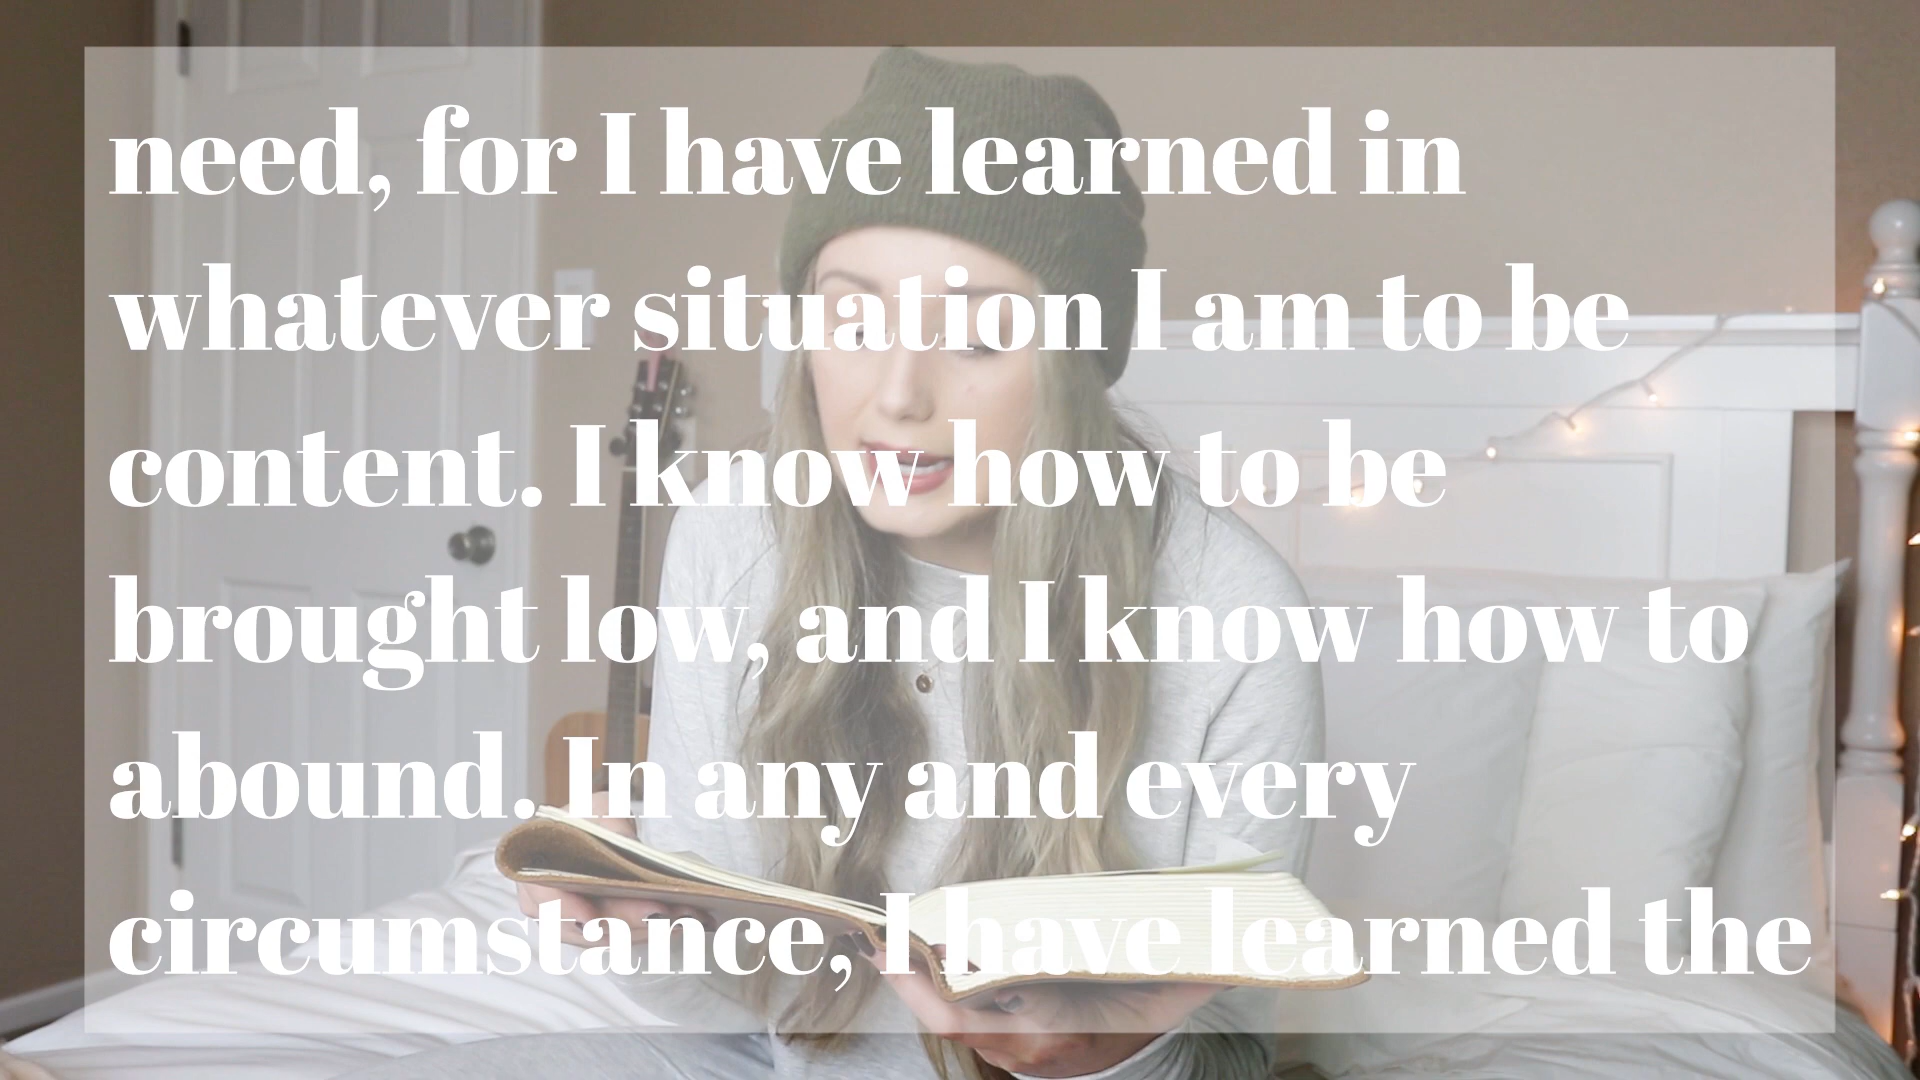 need, for I have learned in
whatever situation I am to be
content. I know how to be
brought low, and I know how to
abound. In any and every
circumstance, I have learned the